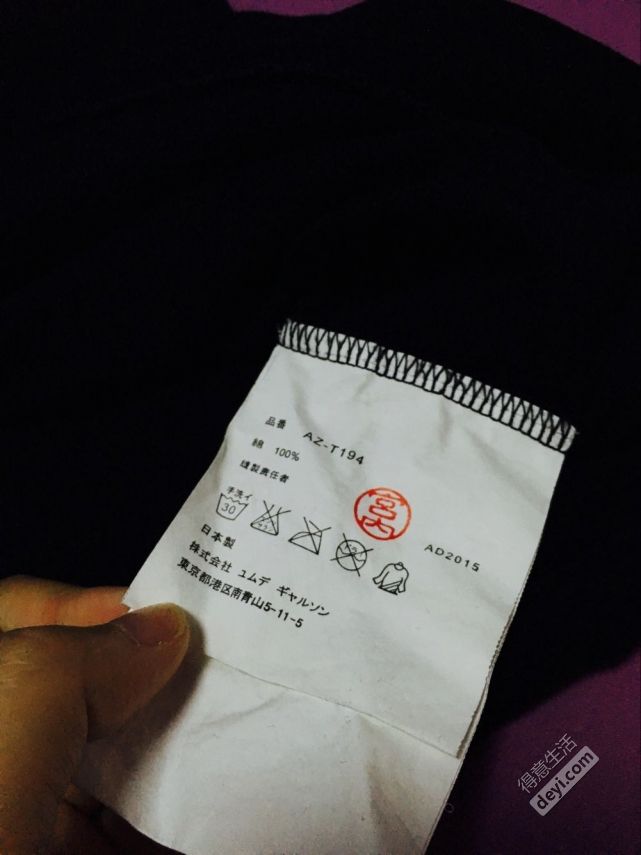 品番 AZ-T194
綿 100%
縫製責任者
宮内
AD2015
手洗イ
30
日本製
株式会社 コムデ ギャルソン
東京都港区南青山5-11-5
得意生活
deyi.com